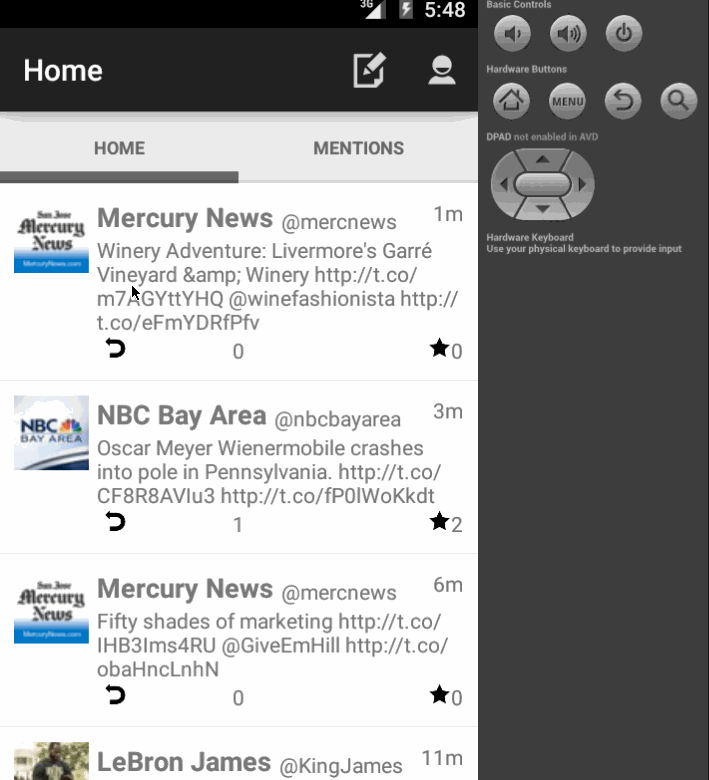 3G 5:48
Home
HOME MENTIONS
San Jose
Mercury
News
MercuryNews.com
Mercury News @mercnews 1m
Winery Adventure: Livermore's Garré
Vineyard &amp; Winery http://t.co/
m7AGYttYHQ @winefashionista http://
t.co/eFmYDRfPfv
0 0
NBC
BAY AREA
NBC Bay Area @nbcbayarea 3m
Oscar Meyer Wienermobile crashes
into pole in Pennsylvania. http://t.co/
CF8R8AVIu3 http://t.co/fP0lWoKkdt
1 2
San Jose
Mercury
News
MercuryNews.com
Mercury News @mercnews 6m
Fifty shades of marketing http://t.co/
IHB3Ims4RU @GiveEmHill http://t.co/
obaHncLnhN
0 0
LeBron James @KingJames 11m
Basic Controls
Hardware Buttons
MENU
DPAD not enabled in AVD
Hardware Keyboard
Use your physical keyboard to provide input